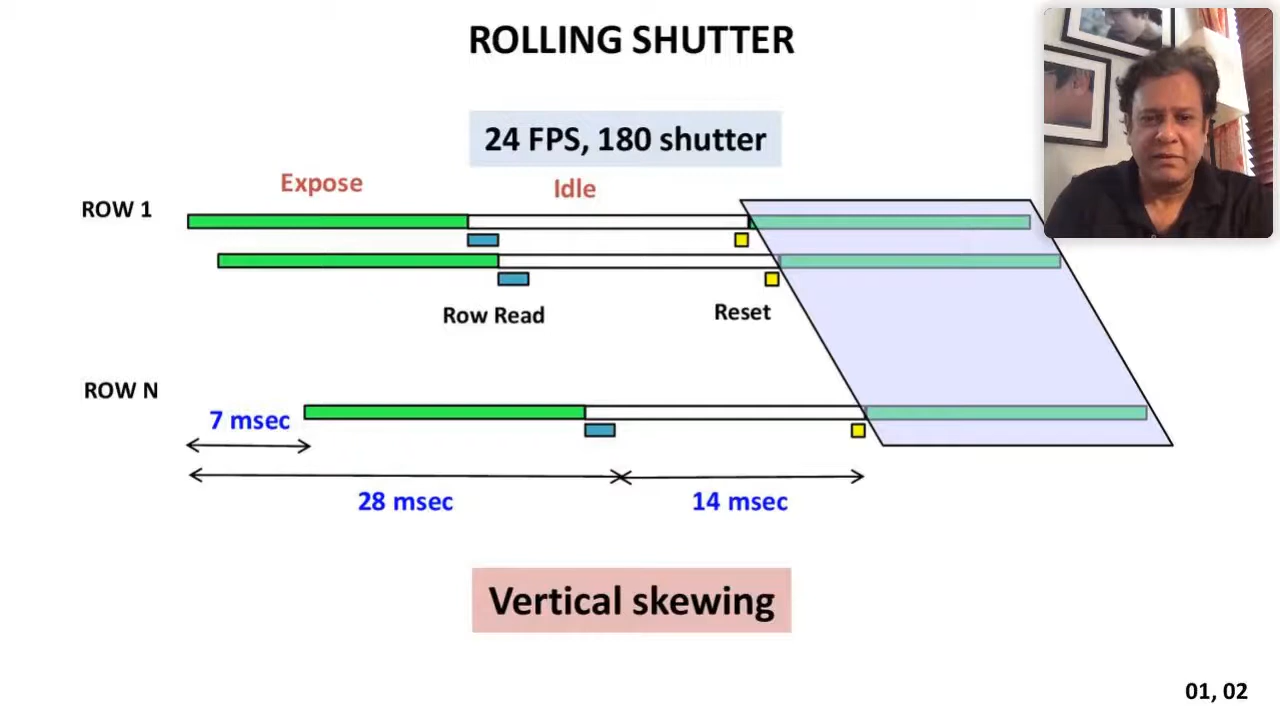 ROLLING SHUTTER
24 FPS, 180 shutter
Expose
Idle
ROW 1
Row Read
Reset
ROW N
7 msec
28 msec
14 msec
Vertical skewing
01, 02